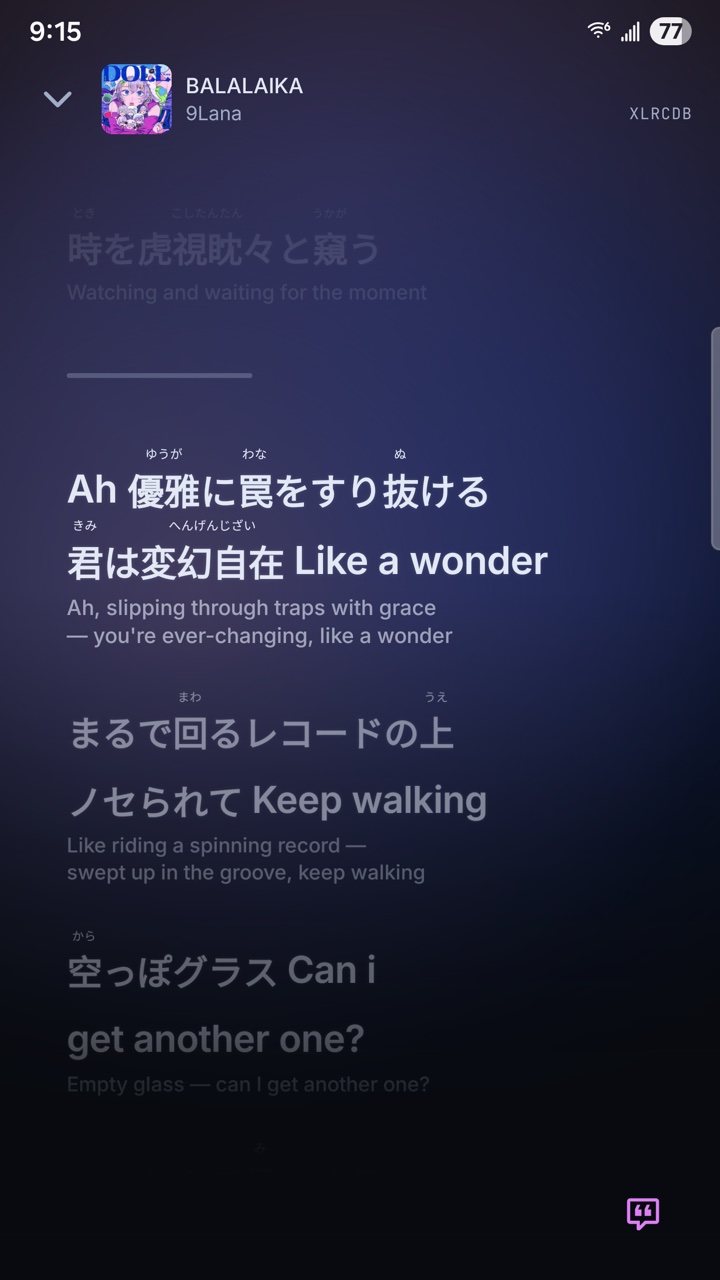 9:15
6
77
DOLL
BALALAIKA
9Lana
XLRCDB
とき こしたんたん うかが
時を虎視眈々と窺う
Watching and waiting for the moment
ゆうが わな ぬ
Ah 優雅に罠をすり抜ける
きみ へんげんじざい
君は変幻自在 Like a wonder
Ah, slipping through traps with grace
— you're ever-changing, like a wonder
まわ うえ
まるで回るレコードの上
ノセられて Keep walking
Like riding a spinning record —
swept up in the groove, keep walking
から
空っぽグラス Can i
get another one?
Empty glass — can I get another one?
み